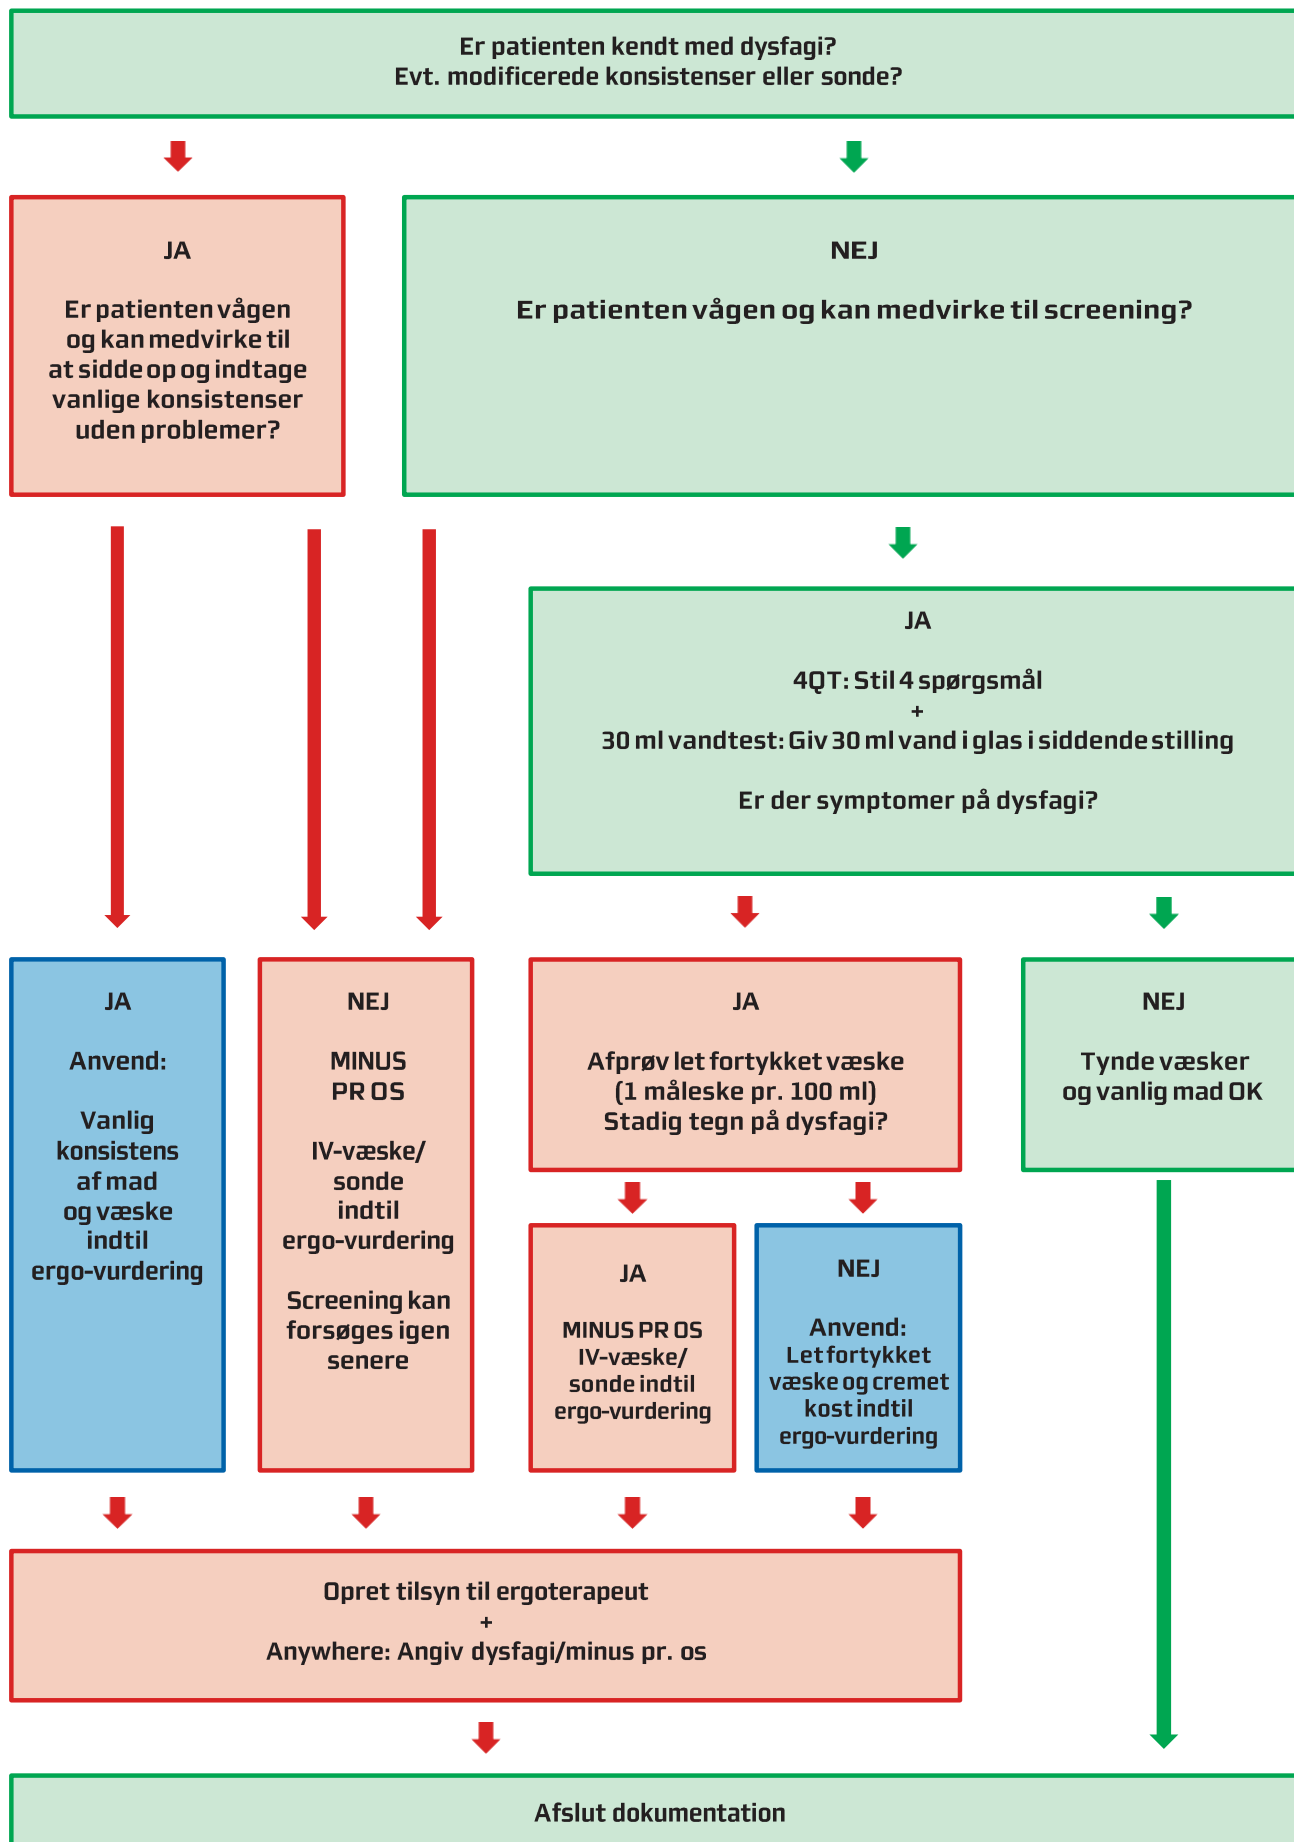 Er patienten kendt med dysfagi?
Evt. modificerede konsistenser eller sonde?
JA
Er patienten vågen
og kan medvirke til
at sidde op og indtage
vanlige konsistenser
uden problemer?
NEJ
Er patienten vågen og kan medvirke til screening?
JA
4QT: Stil 4 spørgsmål
+
30 ml vandtest: Giv 30 ml vand i glas i siddende stilling
Er der symptomer på dysfagi?
JA
Anvend:
Vanlig
konsistens
af mad
og væske
indtil
ergo-vurdering
NEJ
MINUS
PR OS
IV-væske/
sonde
indtil
ergo-vurdering
Screening kan
forsøges igen
senere
JA
Afprøv let fortykket væske
(1 måleske pr. 100 ml)
Stadig tegn på dysfagi?
NEJ
Tynde væsker
og vanlig mad OK
JA
MINUS PR OS
IV-væske/
sonde indtil
ergo-vurdering
NEJ
Anvend:
Let fortykket
væske og cremet
kost indtil
ergo-vurdering
Opret tilsyn til ergoterapeut
+
Anywhere: Angiv dysfagi/minus pr. os
Afslut dokumentation